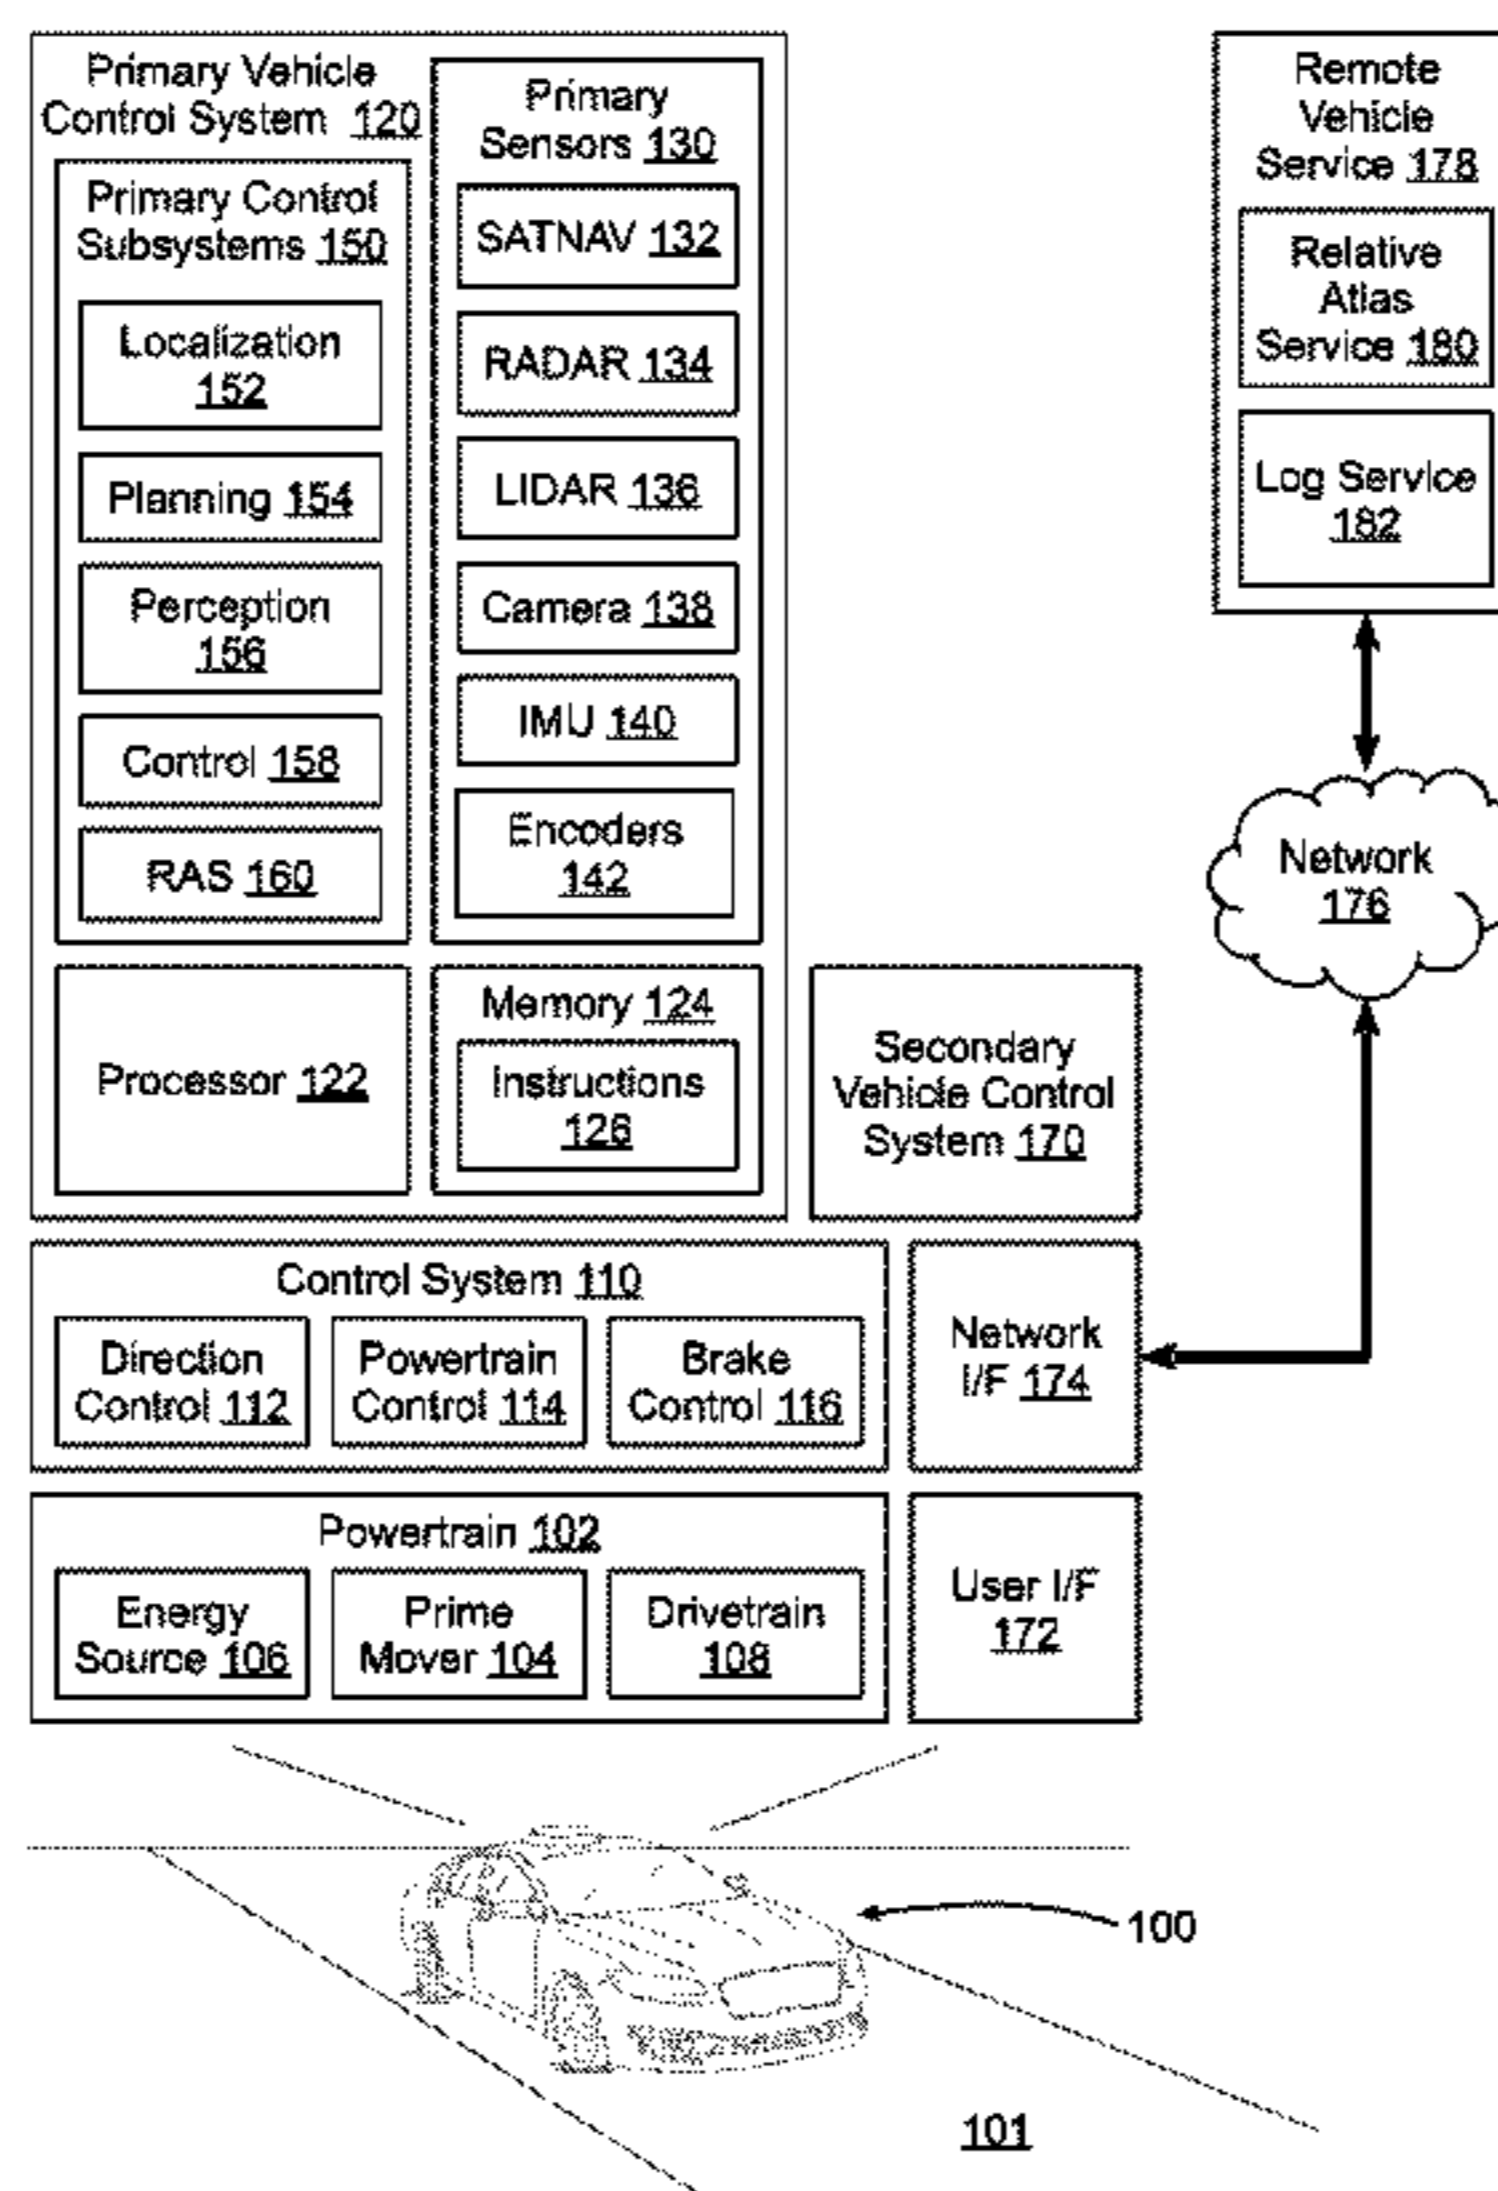 Primary Vehicle
Control System 120
Primary Control
Subsystems 150
Localization
152
Planning 154
Perception
156
Control 158
RAS 160
Primary
Sensors 130
SATNAV 132
RADAR 134
LIDAR 136
Camera 138
IMU 140
Encoders
142
Processor 122
Memory 124
Instructions
126
Secondary
Vehicle Control
System 170
Remote
Vehicle
Service 178
Relative
Atlas
Service 180
Log Service
182
Network
176
Control System 110
Direction
Control 112
Powertrain
Control 114
Brake
Control 116
Network
I/F 174
Powertrain 102
Energy
Source 106
Prime
Mover 104
Drivetrain
108
User I/F
172
100
101